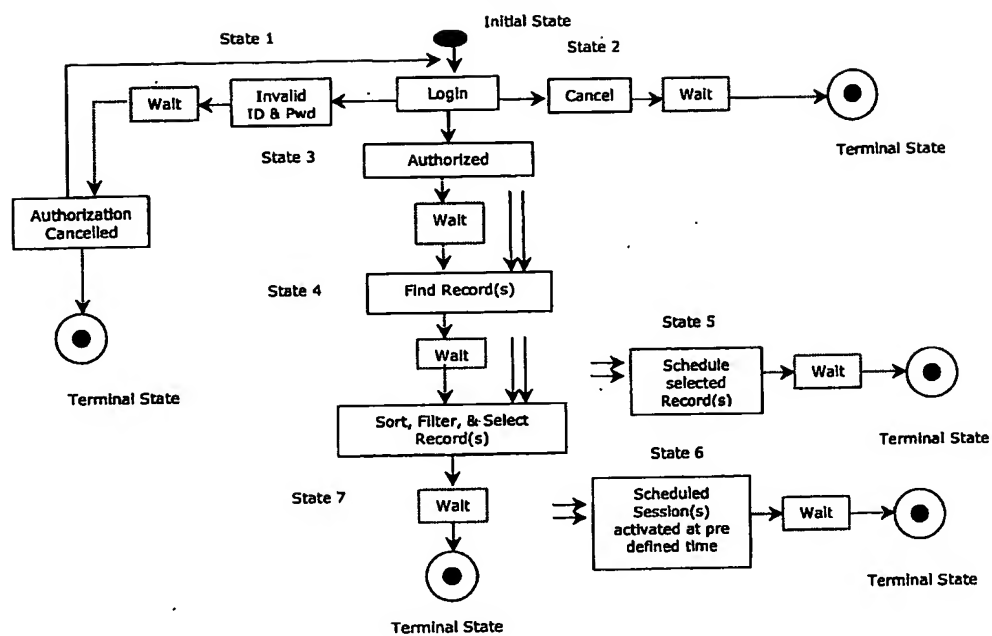 Initial State
State 1
State 2
Wait
Invalid
ID & Pwd
Login
Cancel
Wait
Terminal State
State 3
Authorized
Authorization
Cancelled
Wait
State 4
Find Record(s)
State 5
Wait
Schedule
selected
Record(s)
Wait
Terminal State
Sort, Filter, & Select
Record(s)
Terminal State
State 6
State 7
Wait
Scheduled
Session(s)
activated at pre
defined time
Wait
Terminal State
Terminal State